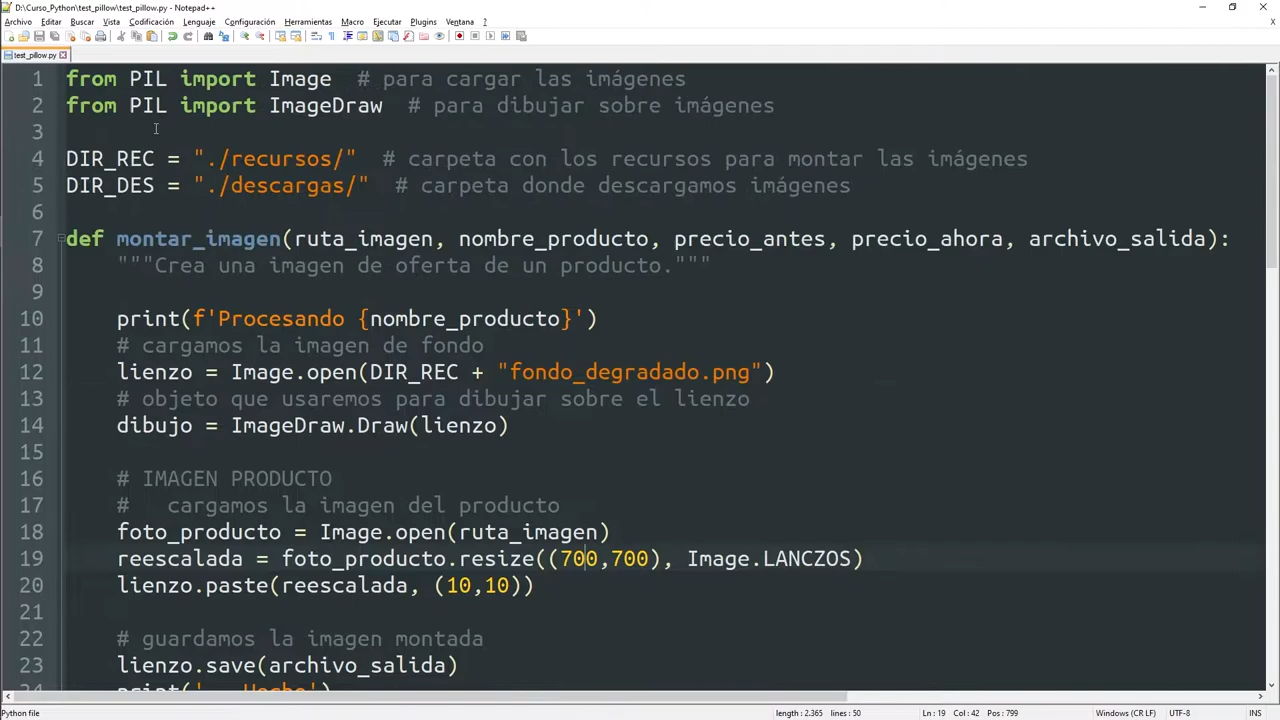 D:\Curso_Python\test_pillow\test_pillow.py - Notepad++
Archivo Editar Buscar Vista Codificación Lenguaje Configuración Herramientas Macro Ejecutar Plugins Ventana ?
test_pillow.py
1 from PIL import Image  # para cargar las imágenes
2 from PIL import ImageDraw  # para dibujar sobre imágenes
3
4 DIR_REC = "./recursos/"  # carpeta con los recursos para montar las imágenes
5 DIR_DES = "./descargas/"  # carpeta donde descargamos imágenes
6
7 def montar_imagen(ruta_imagen, nombre_producto, precio_antes, precio_ahora, archivo_salida):
8     """Crea una imagen de oferta de un producto."""
9
10     print(f'Procesando {nombre_producto}')
11     # cargamos la imagen de fondo
12     lienzo = Image.open(DIR_REC + "fondo_degradado.png")
13     # objeto que usaremos para dibujar sobre el lienzo
14     dibujo = ImageDraw.Draw(lienzo)
15
16     # IMAGEN PRODUCTO
17     #   cargamos la imagen del producto
18     foto_producto = Image.open(ruta_imagen)
19     reescalada = foto_producto.resize((700,700), Image.LANCZOS)
20     lienzo.paste(reescalada, (10,10))
21
22     # guardamos la imagen montada
23     lienzo.save(archivo_salida)
24     print('... Hecho')
Python file length : 2.365 lines : 50 Ln : 19 Col : 42 Pos : 799 Windows (CR LF) UTF-8 INS